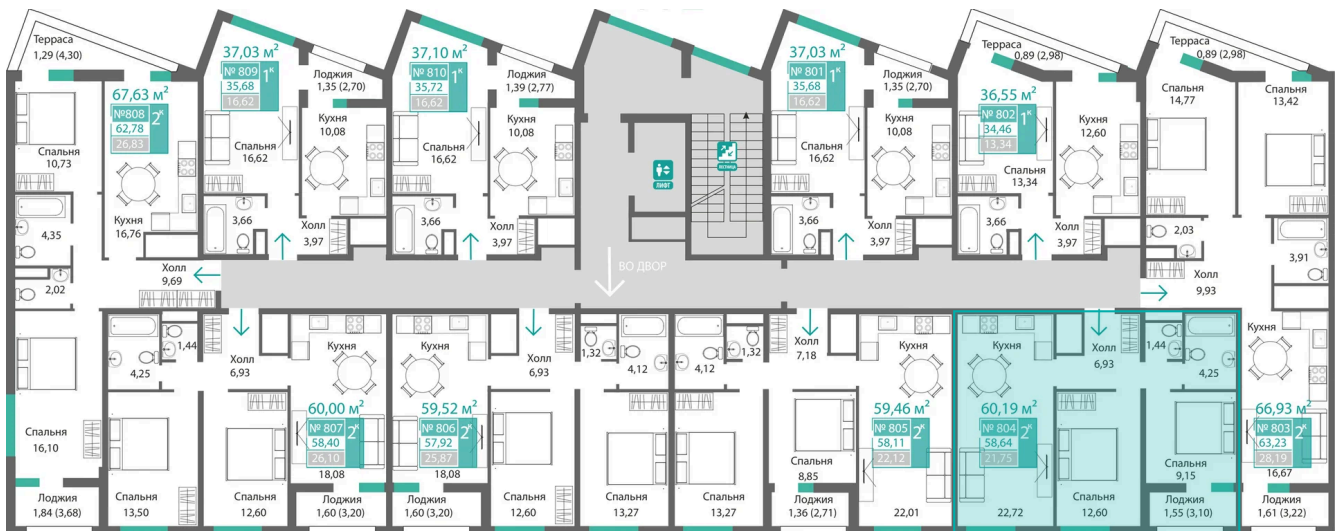 Терраса
1,29 (4,30)
67,63 м²
№808
62,78
26,83
2к
Спальня
10,73
Кухня
16,76
4,35
2,02
Холл
9,69
Спальня
16,10
Лоджия
1,84 (3,68)
37,03 м²
№ 809
35,68
16,62
1к
Лоджия
1,35 (2,70)
Кухня
10,08
Спальня
16,62
3,66
Холл
3,97
37,10 м²
№ 810
35,72
16,62
1к
Лоджия
1,39 (2,77)
Кухня
10,08
Спальня
16,62
3,66
Холл
3,97
ЛИФТ
ВО ДВОР
37,03 м²
№ 801
35,68
16,62
1к
Лоджия
1,35 (2,70)
Кухня
10,08
Спальня
16,62
3,66
Холл
3,97
Терраса
0,89 (2,98)
36,55 м²
№ 802
34,46
13,34
1к
Кухня
12,60
Спальня
13,34
3,66
Холл
3,97
Терраса
0,89 (2,98)
Спальня
14,77
Спальня
13,42
2,03
3,91
Холл
9,93
Кухня
66,93 м²
№ 803
63,23
28,19
2к
16,67
Лоджия
1,61 (3,22)
1,44
4,25
Холл
6,93
Кухня
60,00 м²
№ 807
58,40
26,10
2к
18,08
Спальня
13,50
Спальня
12,60
Лоджия
1,60 (3,20)
Кухня
Холл
6,93
1,32
4,12
59,52 м²
№ 806
57,92
25,87
2к
18,08
Лоджия
1,60 (3,20)
Спальня
12,60
Спальня
13,27
4,12
1,32
Холл
7,18
Кухня
59,46 м²
№ 805
58,11
22,12
2к
Спальня
13,27
Спальня
8,85
Лоджия
1,36 (2,71)
22,01
Кухня
Холл
6,93
1,44
4,25
60,19 м²
№ 804
58,64
21,75
2к
22,72
Спальня
12,60
Спальня
9,15
Лоджия
1,55 (3,10)